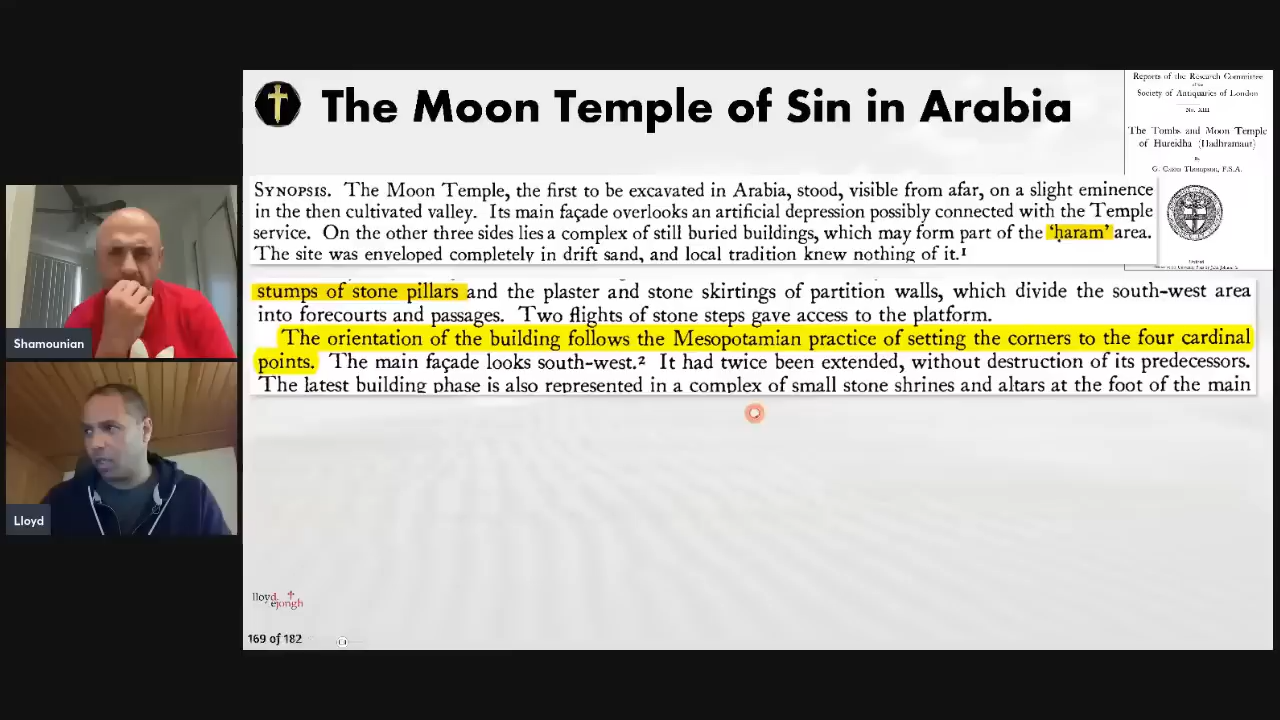 The Moon Temple of Sin in Arabia
Reports of the Research Committee
of the
Society of Antiquaries of London
No. XIII
The Tombs and Moon Temple
of Hureidha (Hadhramaut)
By
G. Caton Thompson, F.S.A.
SYNOPSIS. The Moon Temple, the first to be excavated in Arabia, stood, visible from afar, on a slight eminence
in the then cultivated valley. Its main façade overlooks an artificial depression possibly connected with the Temple
service. On the other three sides lies a complex of still buried buildings, which may form part of the ‘ḥaram’ area.
The site was enveloped completely in drift sand, and local tradition knew nothing of it.¹
stumps of stone pillars and the plaster and stone skirtings of partition walls, which divide the south-west area
into forecourts and passages. Two flights of stone steps gave access to the platform.
The orientation of the building follows the Mesopotamian practice of setting the corners to the four cardinal
points. The main façade looks south-west.² It had twice been extended, without destruction of its predecessors.
The latest building phase is also represented in a complex of small stone shrines and altars at the foot of the main
Shamounian
Lloyd
lloyd
dejongh
169 of 182